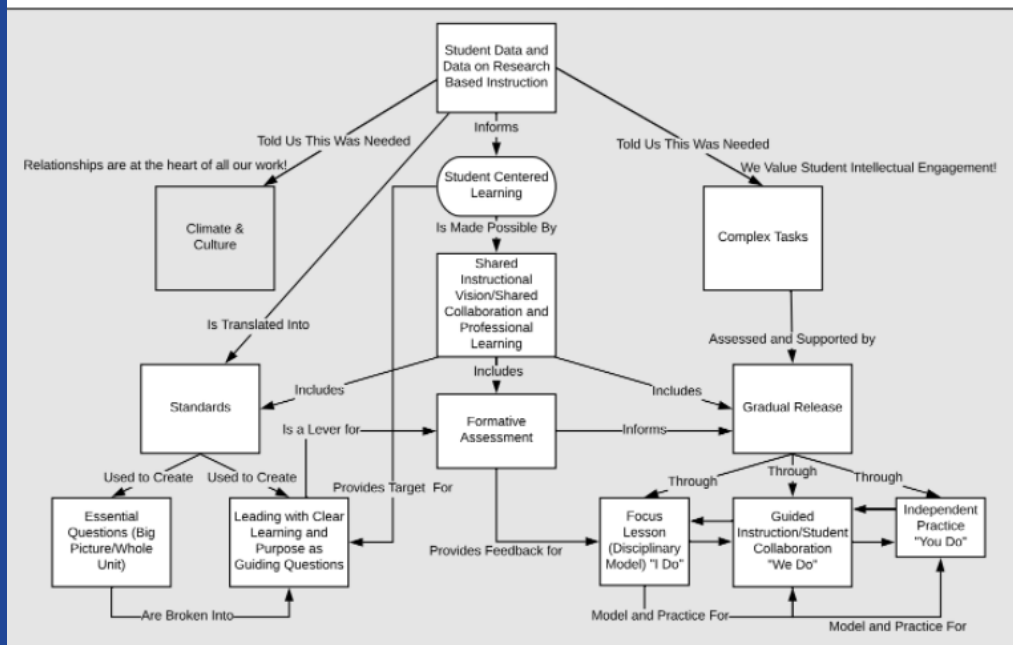 Student Data and
Data on Research
Based Instruction
Informs
Told Us This Was Needed
Told Us This Was Needed
Relationships are at the heart of all our work!
We Value Student Intellectual Engagement!
Student Centered
Learning
Climate &
Culture
Complex Tasks
Is Made Possible By
Shared
Instructional
Vision/Shared
Collaboration and
Professional
Learning
Is Translated Into
Assessed and Supported by
Includes
Includes
Includes
Standards
Formative
Assessment
Gradual Release
Is a Lever for
Informs
Used to Create
Used to Create
Through
Through
Through
Provides Target For
Essential
Questions (Big
Picture/Whole
Unit)
Leading with Clear
Learning and
Purpose as
Guiding Questions
Provides Feedback for
Focus
Lesson
(Disciplinary
Model) "I Do"
Guided
Instruction/Student
Collaboration
"We Do"
Independent
Practice
"You Do"
Are Broken Into
Model and Practice For
Model and Practice For